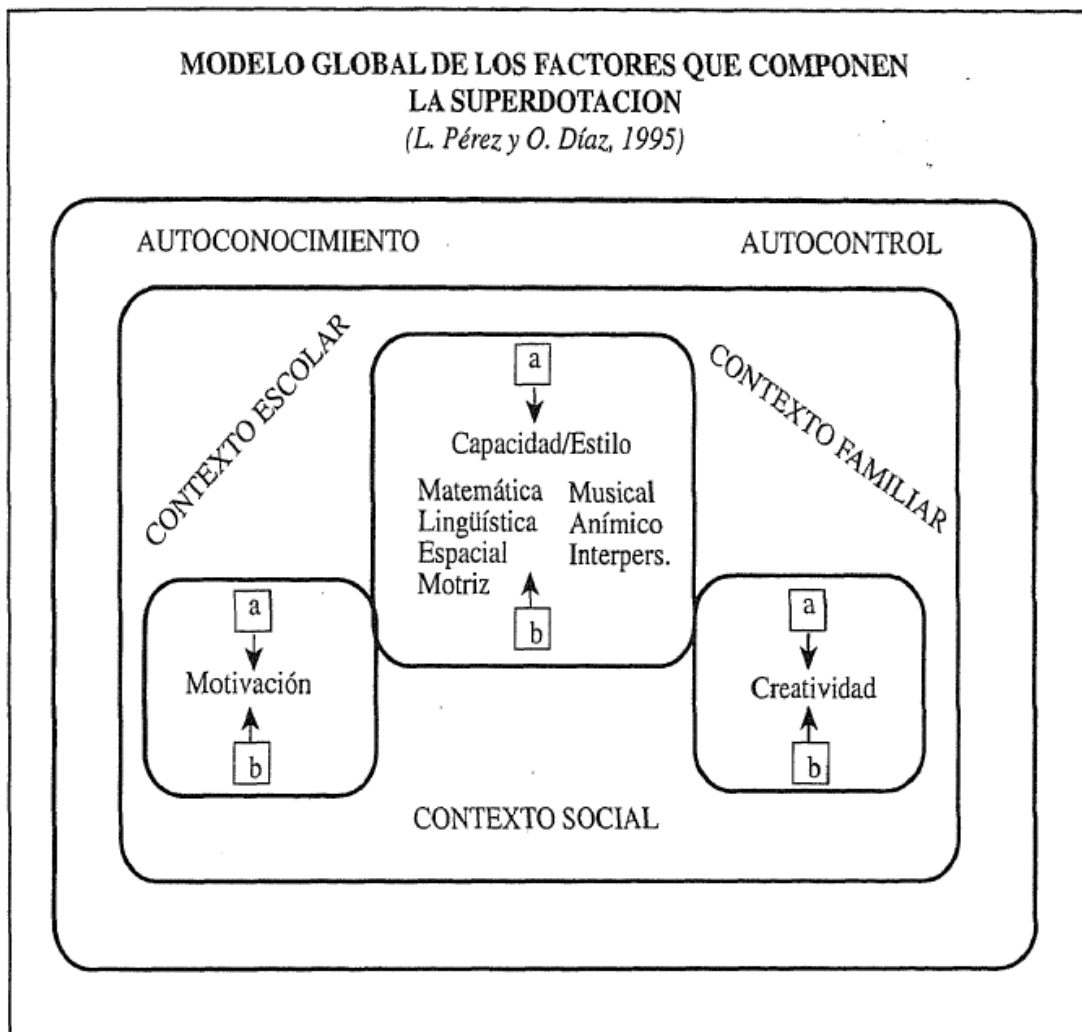 MODELO GLOBAL DE LOS FACTORES QUE COMPONEN
LA SUPERDOTACION
(L. Pérez y O. Díaz, 1995)
AUTOCONOCIMIENTO
AUTOCONTROL
CONTEXTO ESCOLAR
CONTEXTO FAMILIAR
a
Capacidad/Estilo
Matemática Musical
Lingüística Anímico
Espacial Interpers.
Motriz
b
a
Motivación
b
a
Creatividad
b
CONTEXTO SOCIAL